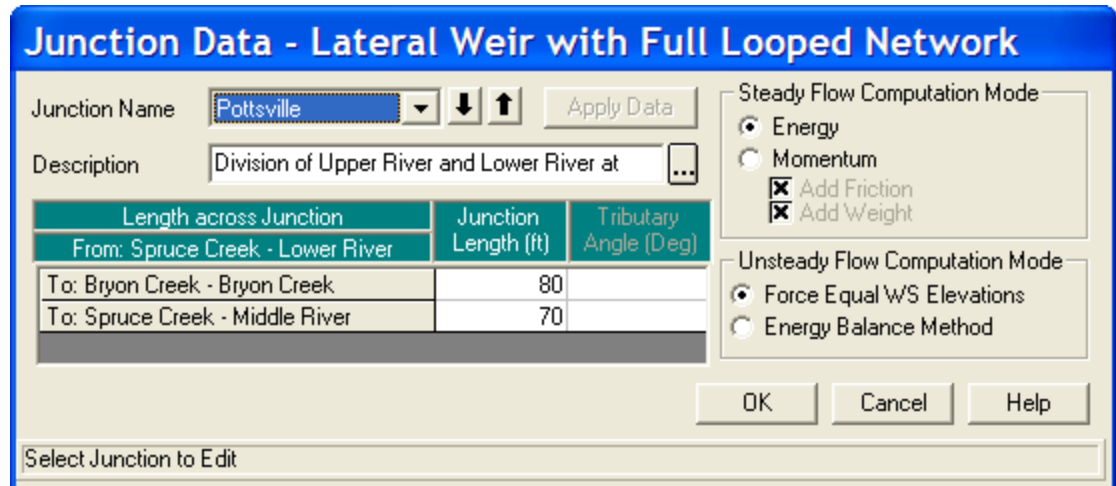 Junction Data - Lateral Weir with Full Looped Network
Junction Name Pottsville Apply Data
Description Division of Upper River and Lower River at ...
Length across Junction Junction Length (ft) Tributary Angle (Deg)
From: Spruce Creek - Lower River
To: Bryon Creek - Bryon Creek 80
To: Spruce Creek - Middle River 70
Steady Flow Computation Mode
Energy
Momentum
Add Friction
Add Weight
Unsteady Flow Computation Mode
Force Equal WS Elevations
Energy Balance Method
OK Cancel Help
Select Junction to Edit